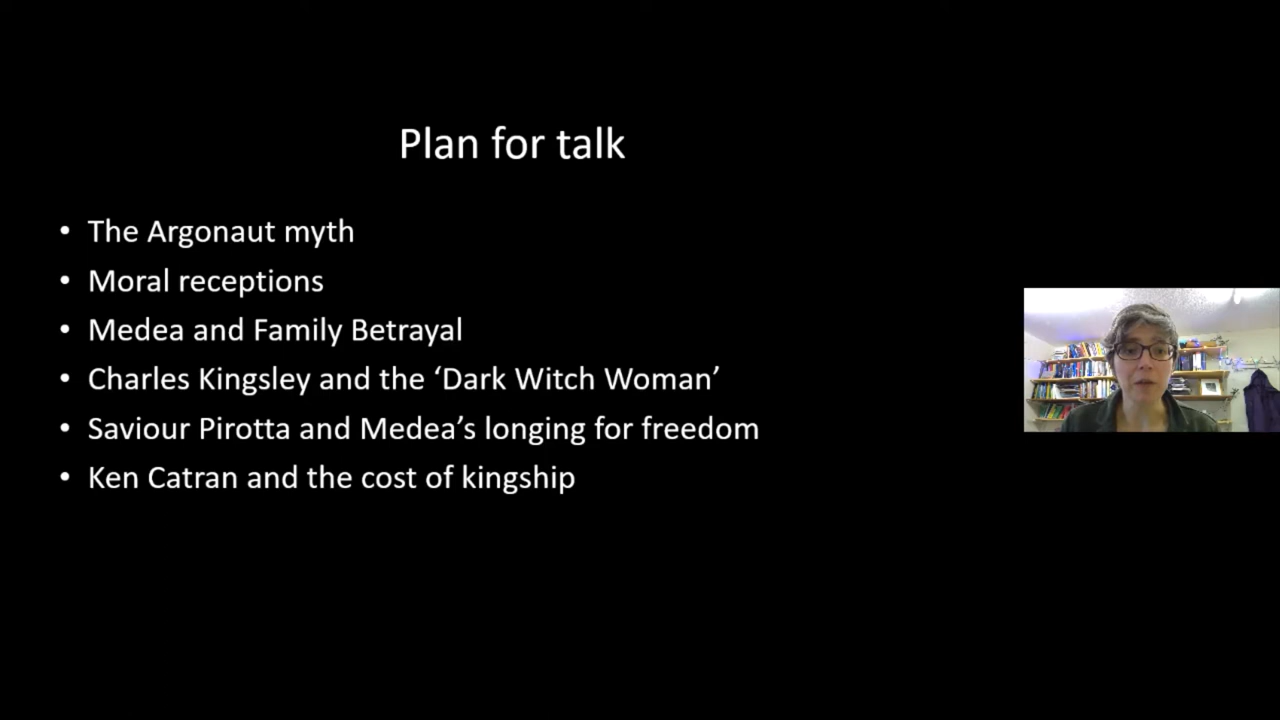 Plan for talk
• The Argonaut myth
• Moral receptions
• Medea and Family Betrayal
• Charles Kingsley and the ‘Dark Witch Woman’
• Saviour Pirotta and Medea’s longing for freedom
• Ken Catran and the cost of kingship